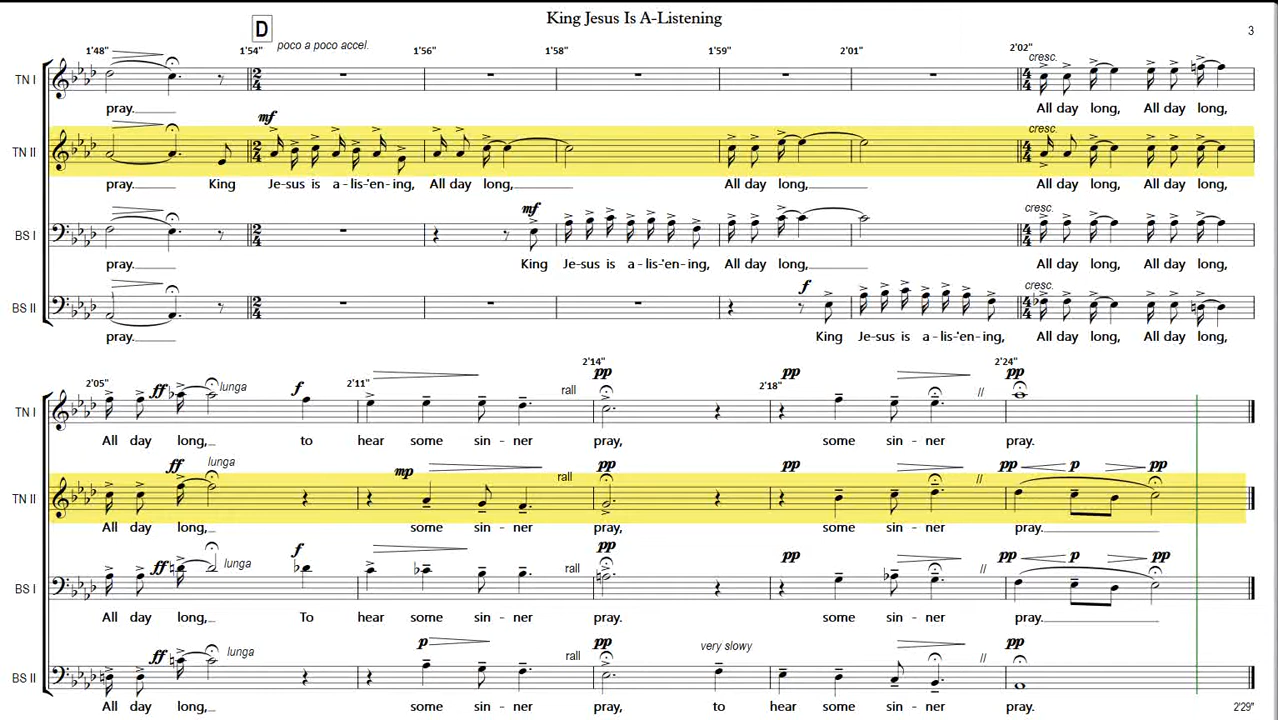 King Jesus Is A-Listening
3
D
poco a poco accel.
1'48" 1'54" 1'56" 1'58" 1'59" 2'01" 2'02"
cresc.
TN I
pray. All day long, All day long,
mf
cresc.
TN II
pray. King Je-sus is a-lis-'en-ing, All day long, All day long, All day long, All day long,
mf
BS I
pray. King Je-sus is a-lis-'en-ing, All day long, All day long, All day long,
f
cresc.
BS II
pray. King Je-sus is a-lis-'en-ing, All day long, All day long,
2'05" 2'11" 2'14" 2'18" 2'24"
ff lunga f rall pp pp // pp
TN I
All day long, to hear some sin - ner pray, some sin - ner pray.
ff lunga mp rall pp pp // pp p pp
TN II
All day long, some sin - ner pray, some sin - ner pray.
ff lunga f rall pp pp // pp p pp
BS I
All day long, To hear some sin - ner pray, some sin - ner pray.
ff lunga p rall pp very slowy // pp
BS II
All day long, some sin - ner pray, to hear some sin - ner pray.
2'29"